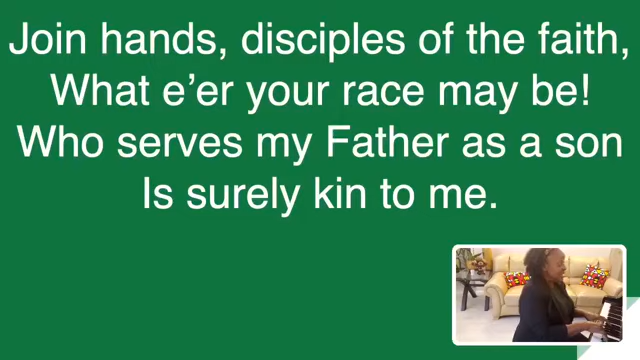 Join hands, disciples of the faith,
What e’er your race may be!
Who serves my Father as a son
Is surely kin to me.